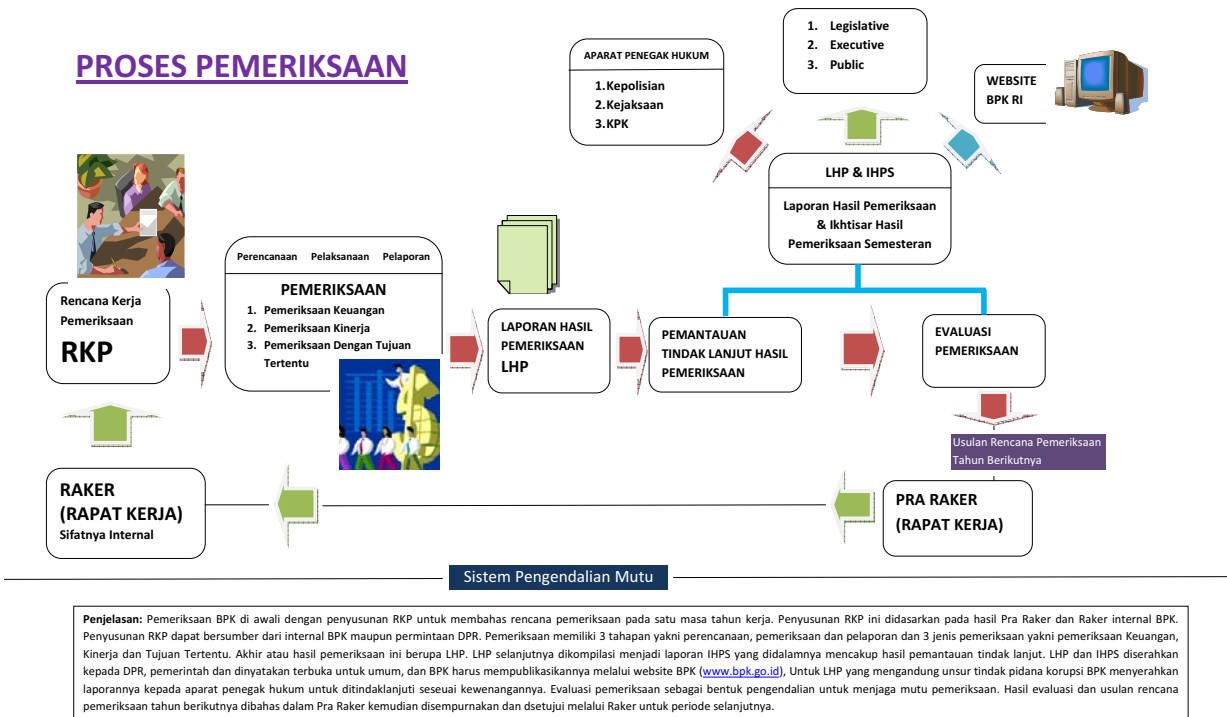 PROSES PEMERIKSAAN
APARAT PENEGAK HUKUM
1.Kepolisian
2.Kejaksaan
3.KPK
1. Legislative
2. Executive
3. Public
WEBSITE
BPK RI
LHP & IHPS
Laporan Hasil Pemeriksaan
& Ikhtisar Hasil
Pemeriksaan Semesteran
Rencana Kerja
Pemeriksaan
RKP
Perencanaan Pelaksanaan Pelaporan
PEMERIKSAAN
1. Pemeriksaan Keuangan
2. Pemeriksaan Kinerja
3. Pemeriksaan Dengan Tujuan
Tertentu
LAPORAN HASIL
PEMERIKSAAN
LHP
PEMANTAUAN
TINDAK LANJUT HASIL
PEMERIKSAAN
EVALUASI
PEMERIKSAAN
Usulan Rencana Pemeriksaan
Tahun Berikutnya
RAKER
(RAPAT KERJA)
Sifatnya Internal
PRA RAKER
(RAPAT KERJA)
Sistem Pengendalian Mutu
Penjelasan: Pemeriksaan BPK di awali dengan penyusunan RKP untuk membahas rencana pemeriksaan pada satu masa tahun kerja. Penyusunan RKP ini didasarkan pada hasil Pra Raker dan Raker internal BPK.
Penyusunan RKP dapat bersumber dari internal BPK maupun permintaan DPR. Pemeriksaan memiliki 3 tahapan yakni perencanaan, pemeriksaan dan pelaporan dan 3 jenis pemeriksaan yakni pemeriksaan Keuangan,
Kinerja dan Tujuan Tertentu. Akhir atau hasil pemeriksaan ini berupa LHP. LHP selanjutnya dikompilasi menjadi laporan IHPS yang didalamnya mencakup hasil pemantauan tindak lanjut. LHP dan IHPS diserahkan
kepada DPR, pemerintah dan dinyatakan terbuka untuk umum, dan BPK harus mempublikasikannya melalui website BPK (www.bpk.go.id), Untuk LHP yang mengandung unsur tindak pidana korupsi BPK menyerahkan
laporannya kepada aparat penegak hukum untuk ditindaklanjuti seseuai kewenangannya. Evaluasi pemeriksaan sebagai bentuk pengendalian untuk menjaga mutu pemeriksaan. Hasil evaluasi dan usulan rencana
pemeriksaan tahun berikutnya dibahas dalam Pra Raker kemudian disempurnakan dan dsetujui melalui Raker untuk periode selanjutnya.